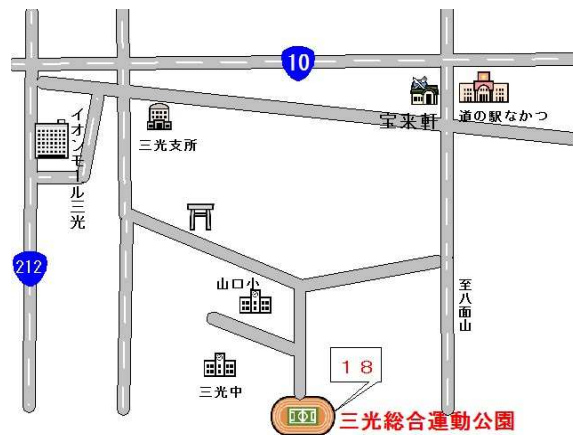 10
宝来軒
道の駅なかつ
三光支所
イオンモール三光
212
山口小
至八面山
三光中
18
三光総合運動公園